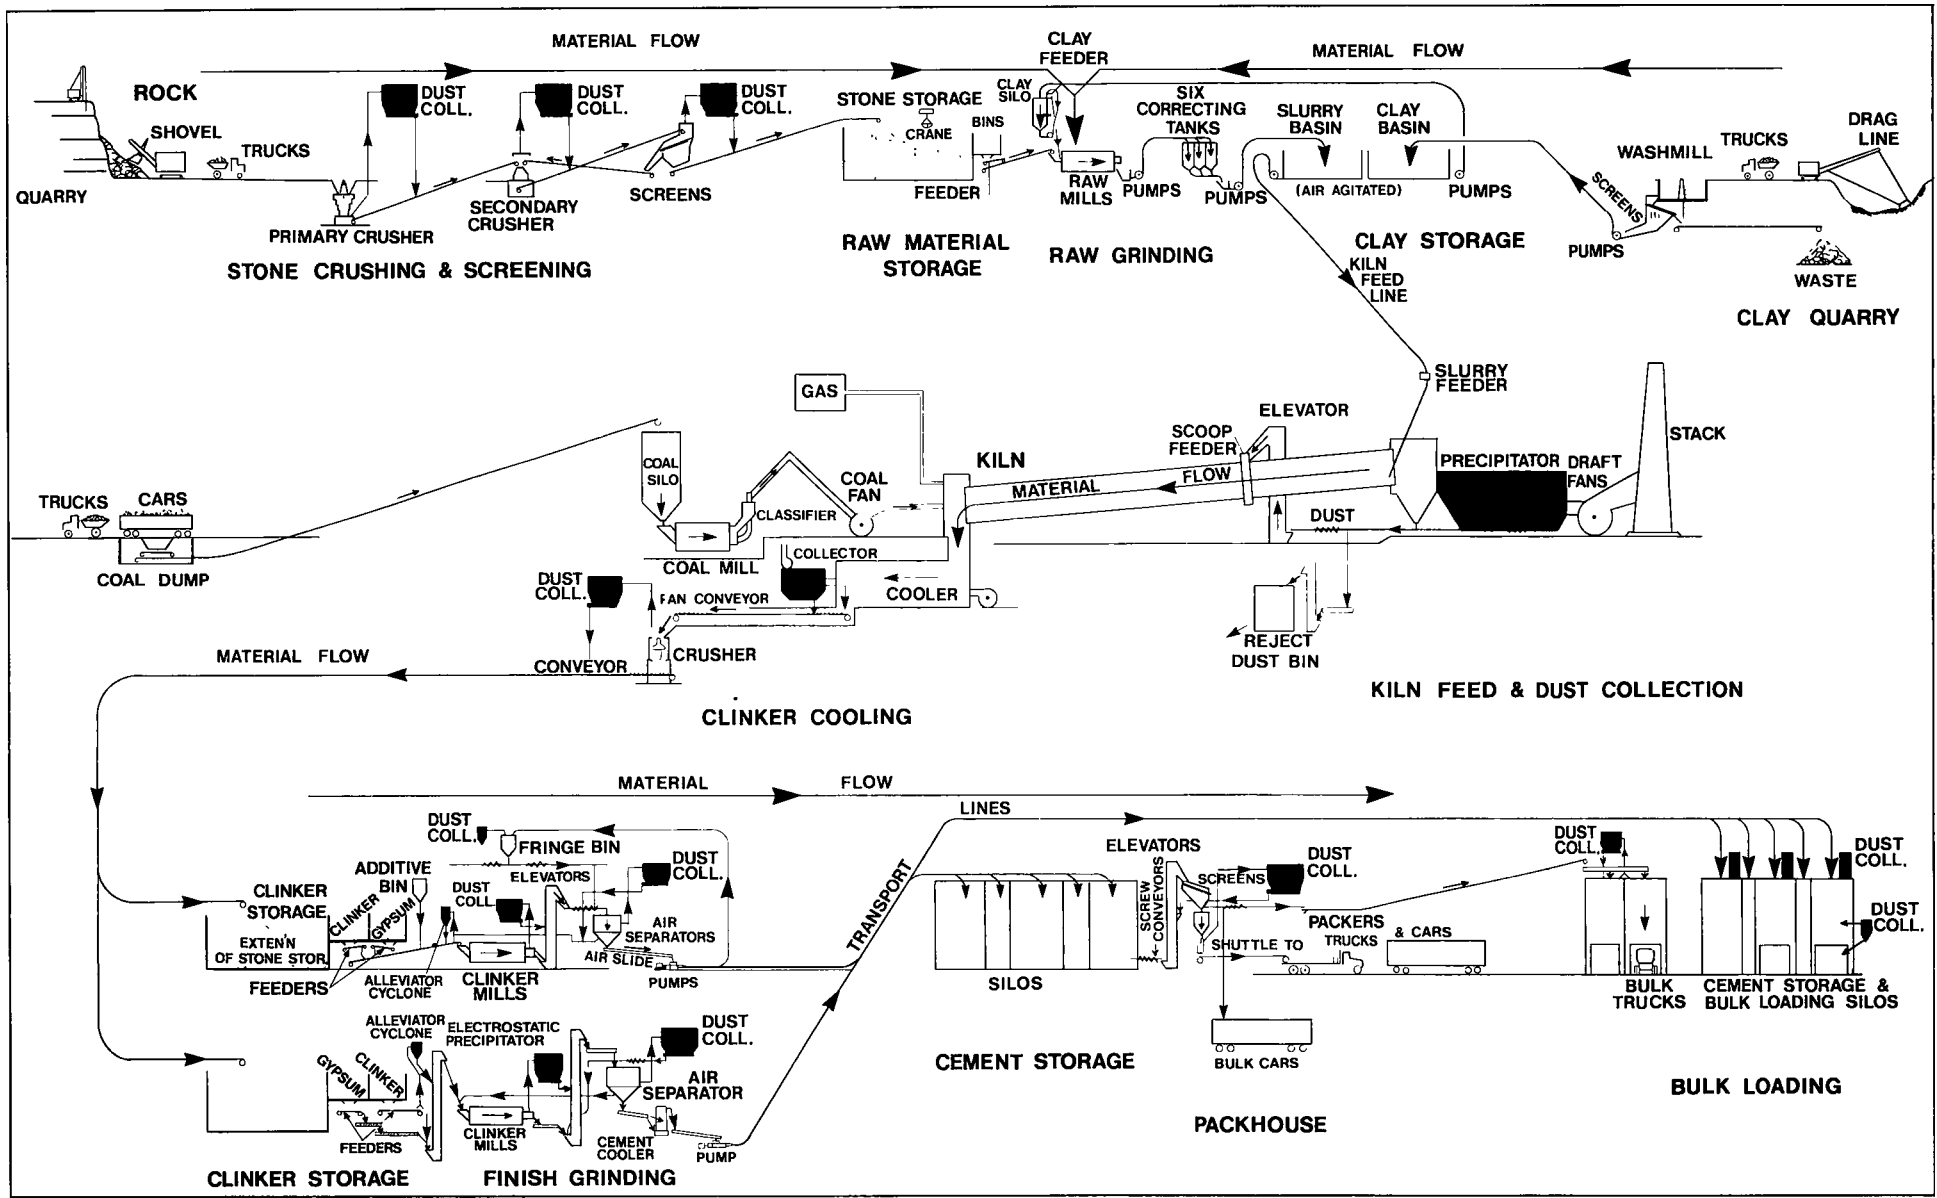 MATERIAL FLOW
CLAY
FEEDER
MATERIAL FLOW
ROCK
DUST
COLL.
DUST
COLL.
DUST
COLL.
STONE STORAGE
CRANE
BINS
CLAY
SILO
SIX
CORRECTING
TANKS
SLURRY
BASIN
CLAY
BASIN
TRUCKS
DRAG
LINE
SHOVEL
TRUCKS
WASHMILL
QUARRY
SCREENS
FEEDER
RAW
MILLS
PUMPS
PUMPS
(AIR AGITATED)
PUMPS
SCREENS
PUMPS
SECONDARY
CRUSHER
PRIMARY CRUSHER
WASTE
STONE CRUSHING & SCREENING
RAW MATERIAL
STORAGE
RAW GRINDING
CLAY STORAGE
CLAY QUARRY
KILN
FEED
LINE
SLURRY
FEEDER
GAS
ELEVATOR
SCOOP
FEEDER
STACK
KILN
COAL
SILO
COAL
FAN
MATERIAL FLOW
PRECIPITATOR
DRAFT
FANS
TRUCKS
CARS
CLASSIFIER
DUST
COAL DUMP
COAL MILL
COLLECTOR
DUST
COLL.
PAN CONVEYOR
COOLER
REJECT
DUST BIN
MATERIAL FLOW
CONVEYOR
CRUSHER
CLINKER COOLING
KILN FEED & DUST COLLECTION
MATERIAL FLOW
LINES
TRANSPORT
DUST
COLL.
FRINGE BIN
ADDITIVE
BIN
ELEVATORS
DUST
COLL.
DUST
COLL
CLINKER
STORAGE
CLINKER
GYPSUM
EXTEN'N
OF STONE STOR.
AIR
SEPARATORS
AIR SLIDE
FEEDERS
ALLEVIATOR
CYCLONE
CLINKER
MILLS
PUMPS
ELEVATORS
SCREW
CONVEYORS
SCREENS
DUST
COLL.
DUST
COLL.
DUST
COLL.
PACKERS
SHUTTLE TO
TRUCKS
& CARS
DUST
COLL.
SILOS
BULK
TRUCKS
CEMENT STORAGE &
BULK LOADING SILOS
ALLEVIATOR
CYCLONE
ELECTROSTATIC
PRECIPITATOR
DUST
COLL.
GYPSUM
CLINKER
AIR
SEPARATOR
FEEDERS
CLINKER
MILLS
CEMENT
COOLER
PUMP
BULK CARS
CEMENT STORAGE
PACKHOUSE
BULK LOADING
CLINKER STORAGE
FINISH GRINDING